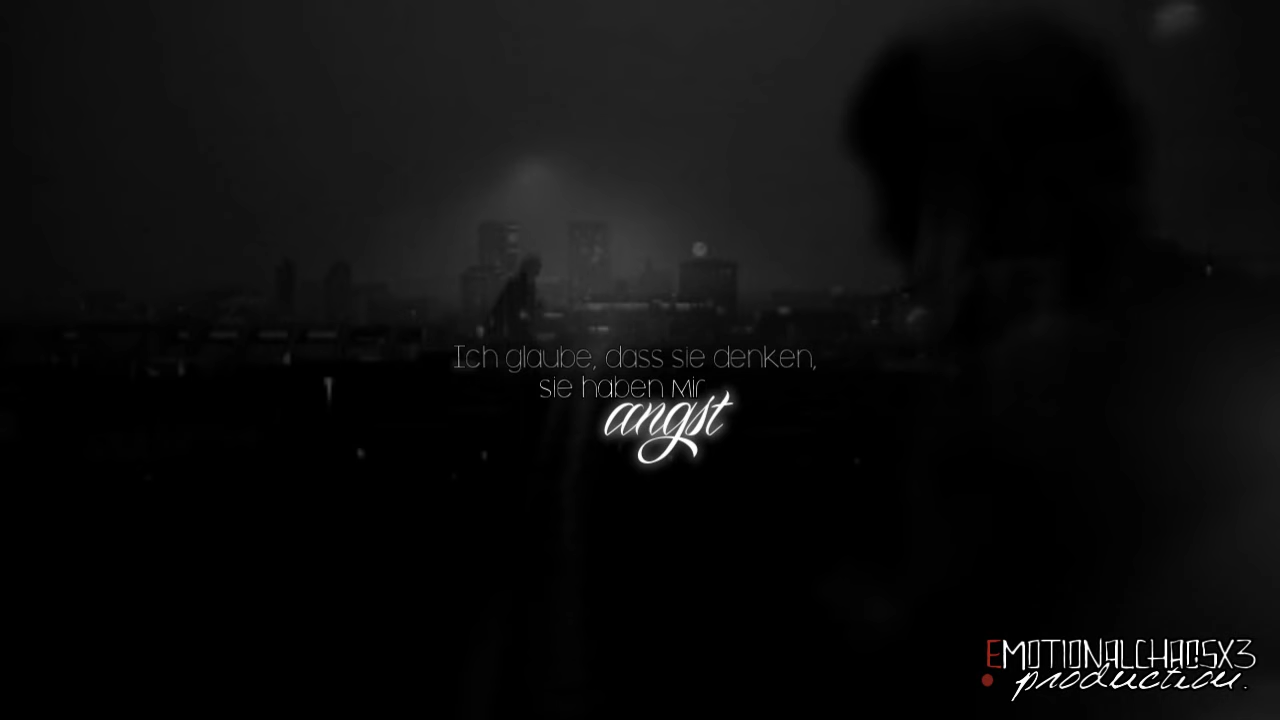 Ich glaube, dass sie denken,
sie haben Mir
angst
EMOTIONALCHAOSX3
production.